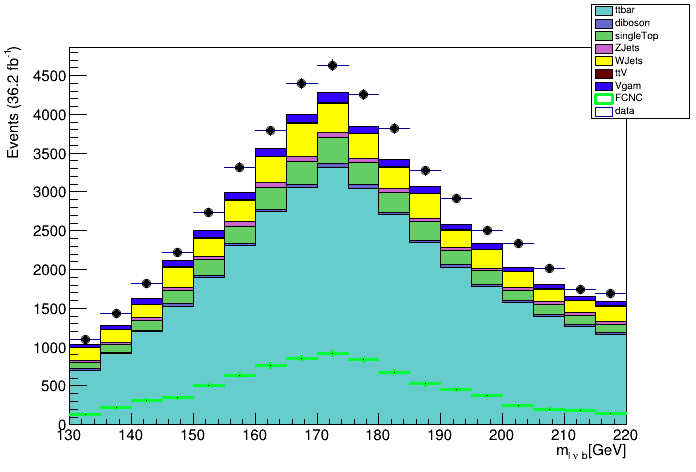 ttbar
diboson
singleTop
ZJets
WJets
ttV
Vgam
FCNC
data
Events (36.2 fb⁻¹)
4500
4000
3500
3000
2500
2000
1500
1000
500
0
130 140 150 160 170 180 190 200 210 220
m_{l ν b}[GeV]